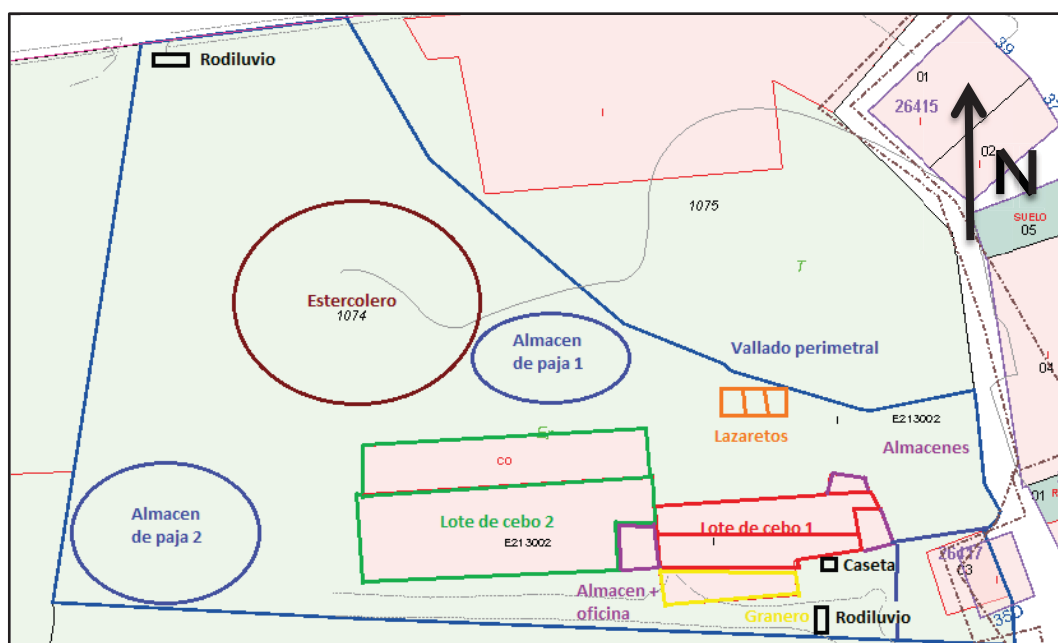 Rodiluvio
39
01
26415
I
02
I
N
I
1075
SUELO
05
T
Estercolero
1074
Almacen
de paja 1
Vallado perimetral
I
04
Lazaretos
I
E213002
Almacenes
CO
01
Almacen
de paja 2
Lote de cebo 2
E213002
Lote de cebo 1
I
Caseta
03
I
Almacen +
oficina
Granero
Rodiluvio